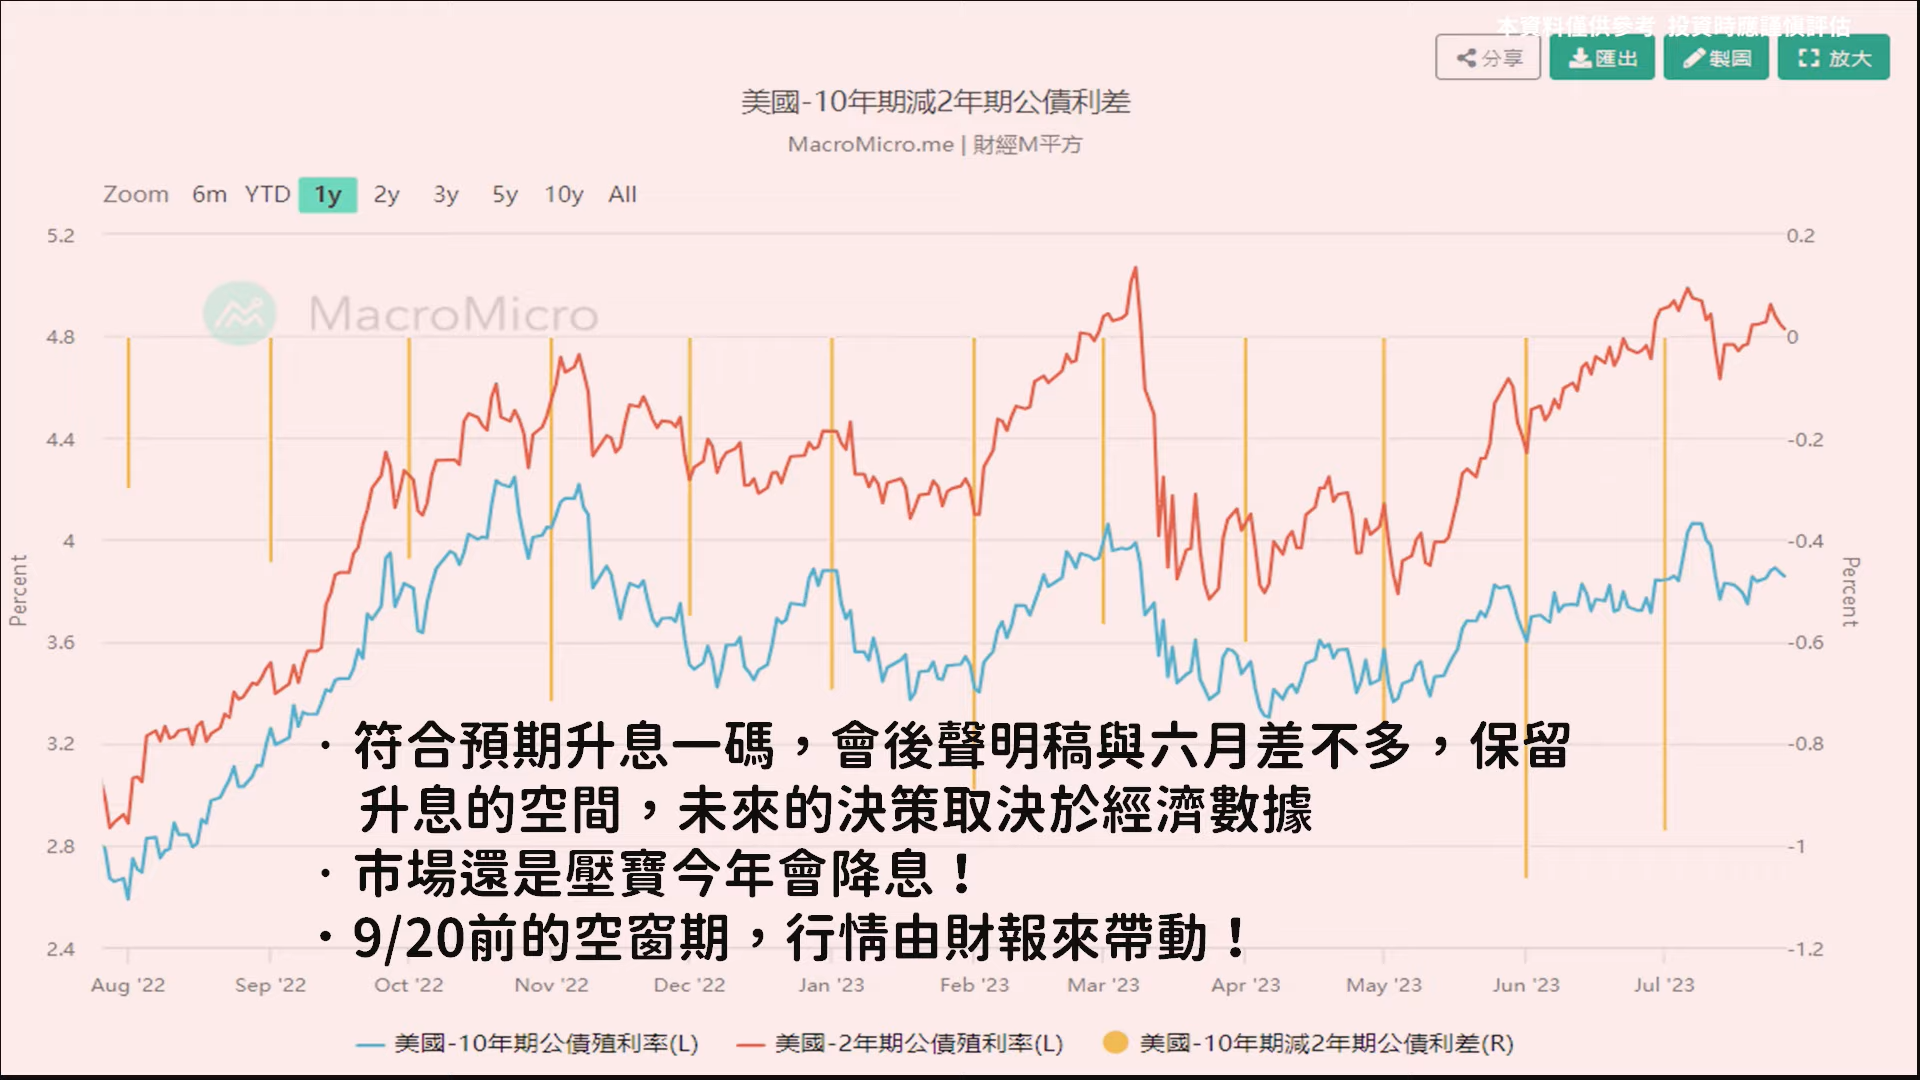 本資料僅供參考 投資時應謹慎評估
分享 匯出 製圖 放大
美國-10年期減2年期公債利差
MacroMicro.me | 財經M平方
Zoom 6m YTD 1y 2y 3y 5y 10y All
5.2 0.2
MacroMicro
4.8 0
4.4 -0.2
4 -0.4
Percent Percent
3.6 -0.6
3.2 -0.8
·符合預期升息一碼，會後聲明稿與六月差不多，保留
升息的空間，未來的決策取決於經濟數據
2.8 -1
·市場還是壓寶今年會降息！
·9/20前的空窗期，行情由財報來帶動！
2.4 -1.2
Aug '22 Sep '22 Oct '22 Nov '22 Dec '22 Jan '23 Feb '23 Mar '23 Apr '23 May '23 Jun '23 Jul '23
美國-10年期公債殖利率(L) 美國-2年期公債殖利率(L) 美國-10年期減2年期公債利差(R)